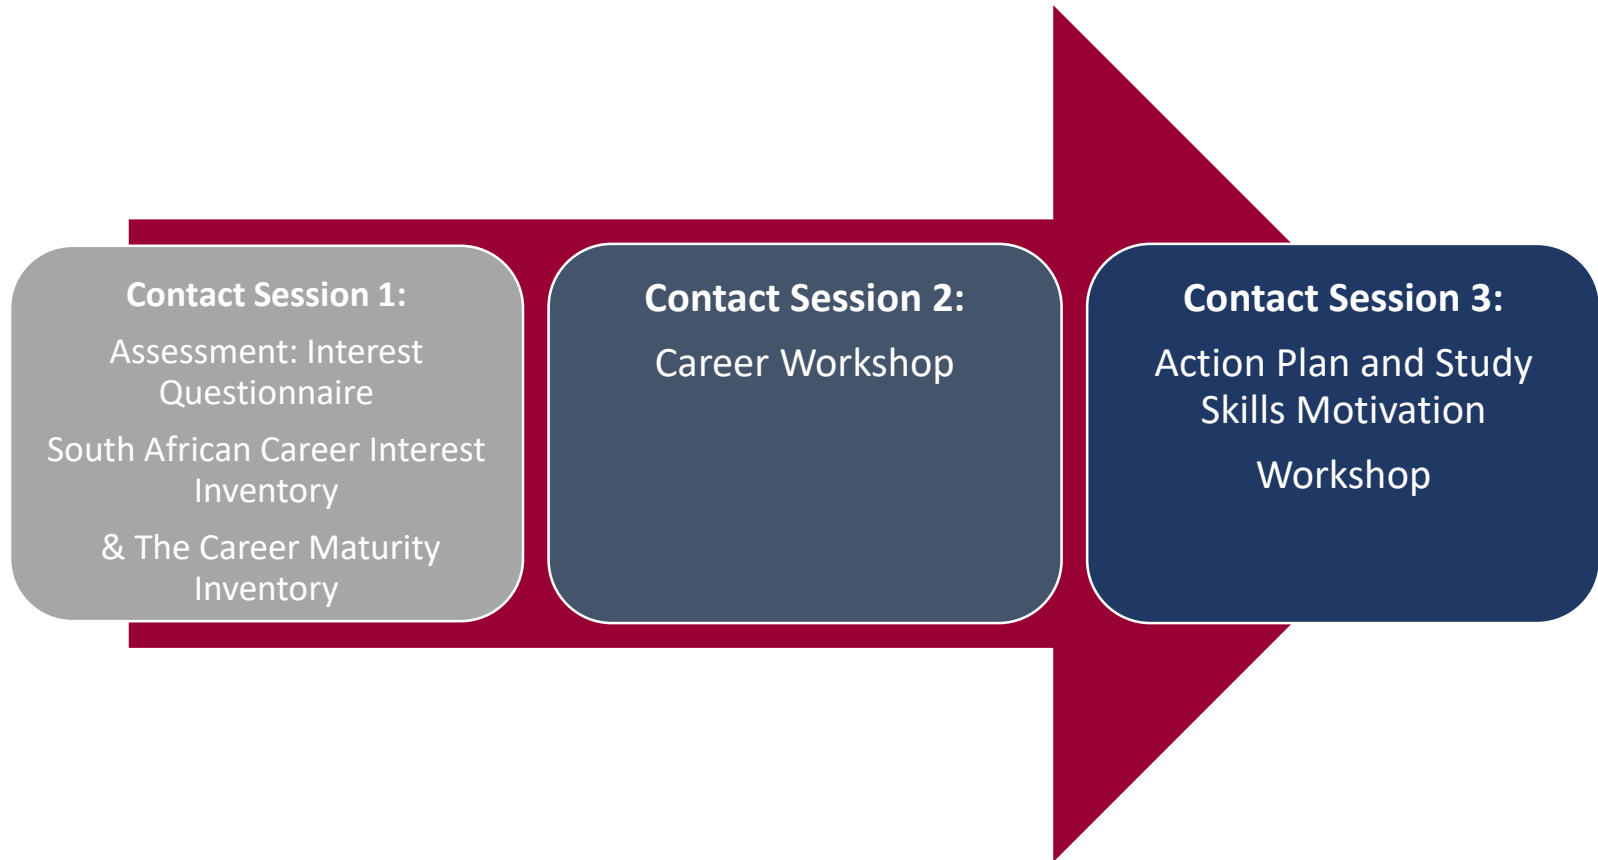 Contact Session 1:
Assessment: Interest
Questionnaire
South African Career Interest
Inventory
& The Career Maturity
Inventory
Contact Session 2:
Career Workshop
Contact Session 3:
Action Plan and Study
Skills Motivation
Workshop